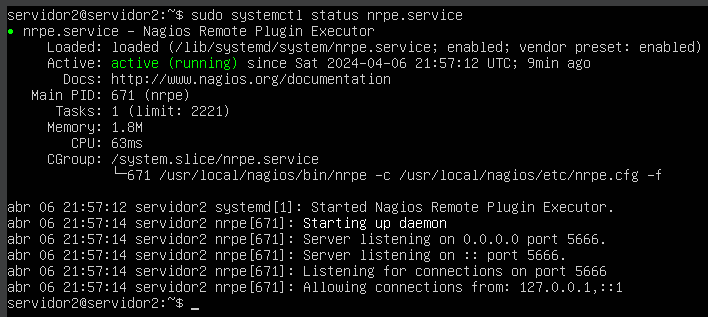 servidor2@servidor2:~$ sudo systemctl status nrpe.service
● nrpe.service - Nagios Remote Plugin Executor
Loaded: loaded (/lib/systemd/system/nrpe.service; enabled; vendor preset: enabled)
Active: active (running) since Sat 2024-04-06 21:57:12 UTC; 9min ago
Docs: http://www.nagios.org/documentation
Main PID: 671 (nrpe)
Tasks: 1 (limit: 2221)
Memory: 1.8M
CPU: 63ms
CGroup: /system.slice/nrpe.service
└─671 /usr/local/nagios/bin/nrpe -c /usr/local/nagios/etc/nrpe.cfg -f
abr 06 21:57:12 servidor2 systemd[1]: Started Nagios Remote Plugin Executor.
abr 06 21:57:14 servidor2 nrpe[671]: Starting up daemon
abr 06 21:57:14 servidor2 nrpe[671]: Server listening on 0.0.0.0 port 5666.
abr 06 21:57:14 servidor2 nrpe[671]: Server listening on :: port 5666.
abr 06 21:57:14 servidor2 nrpe[671]: Listening for connections on port 5666
abr 06 21:57:14 servidor2 nrpe[671]: Allowing connections from: 127.0.0.1,::1
servidor2@servidor2:~$ _